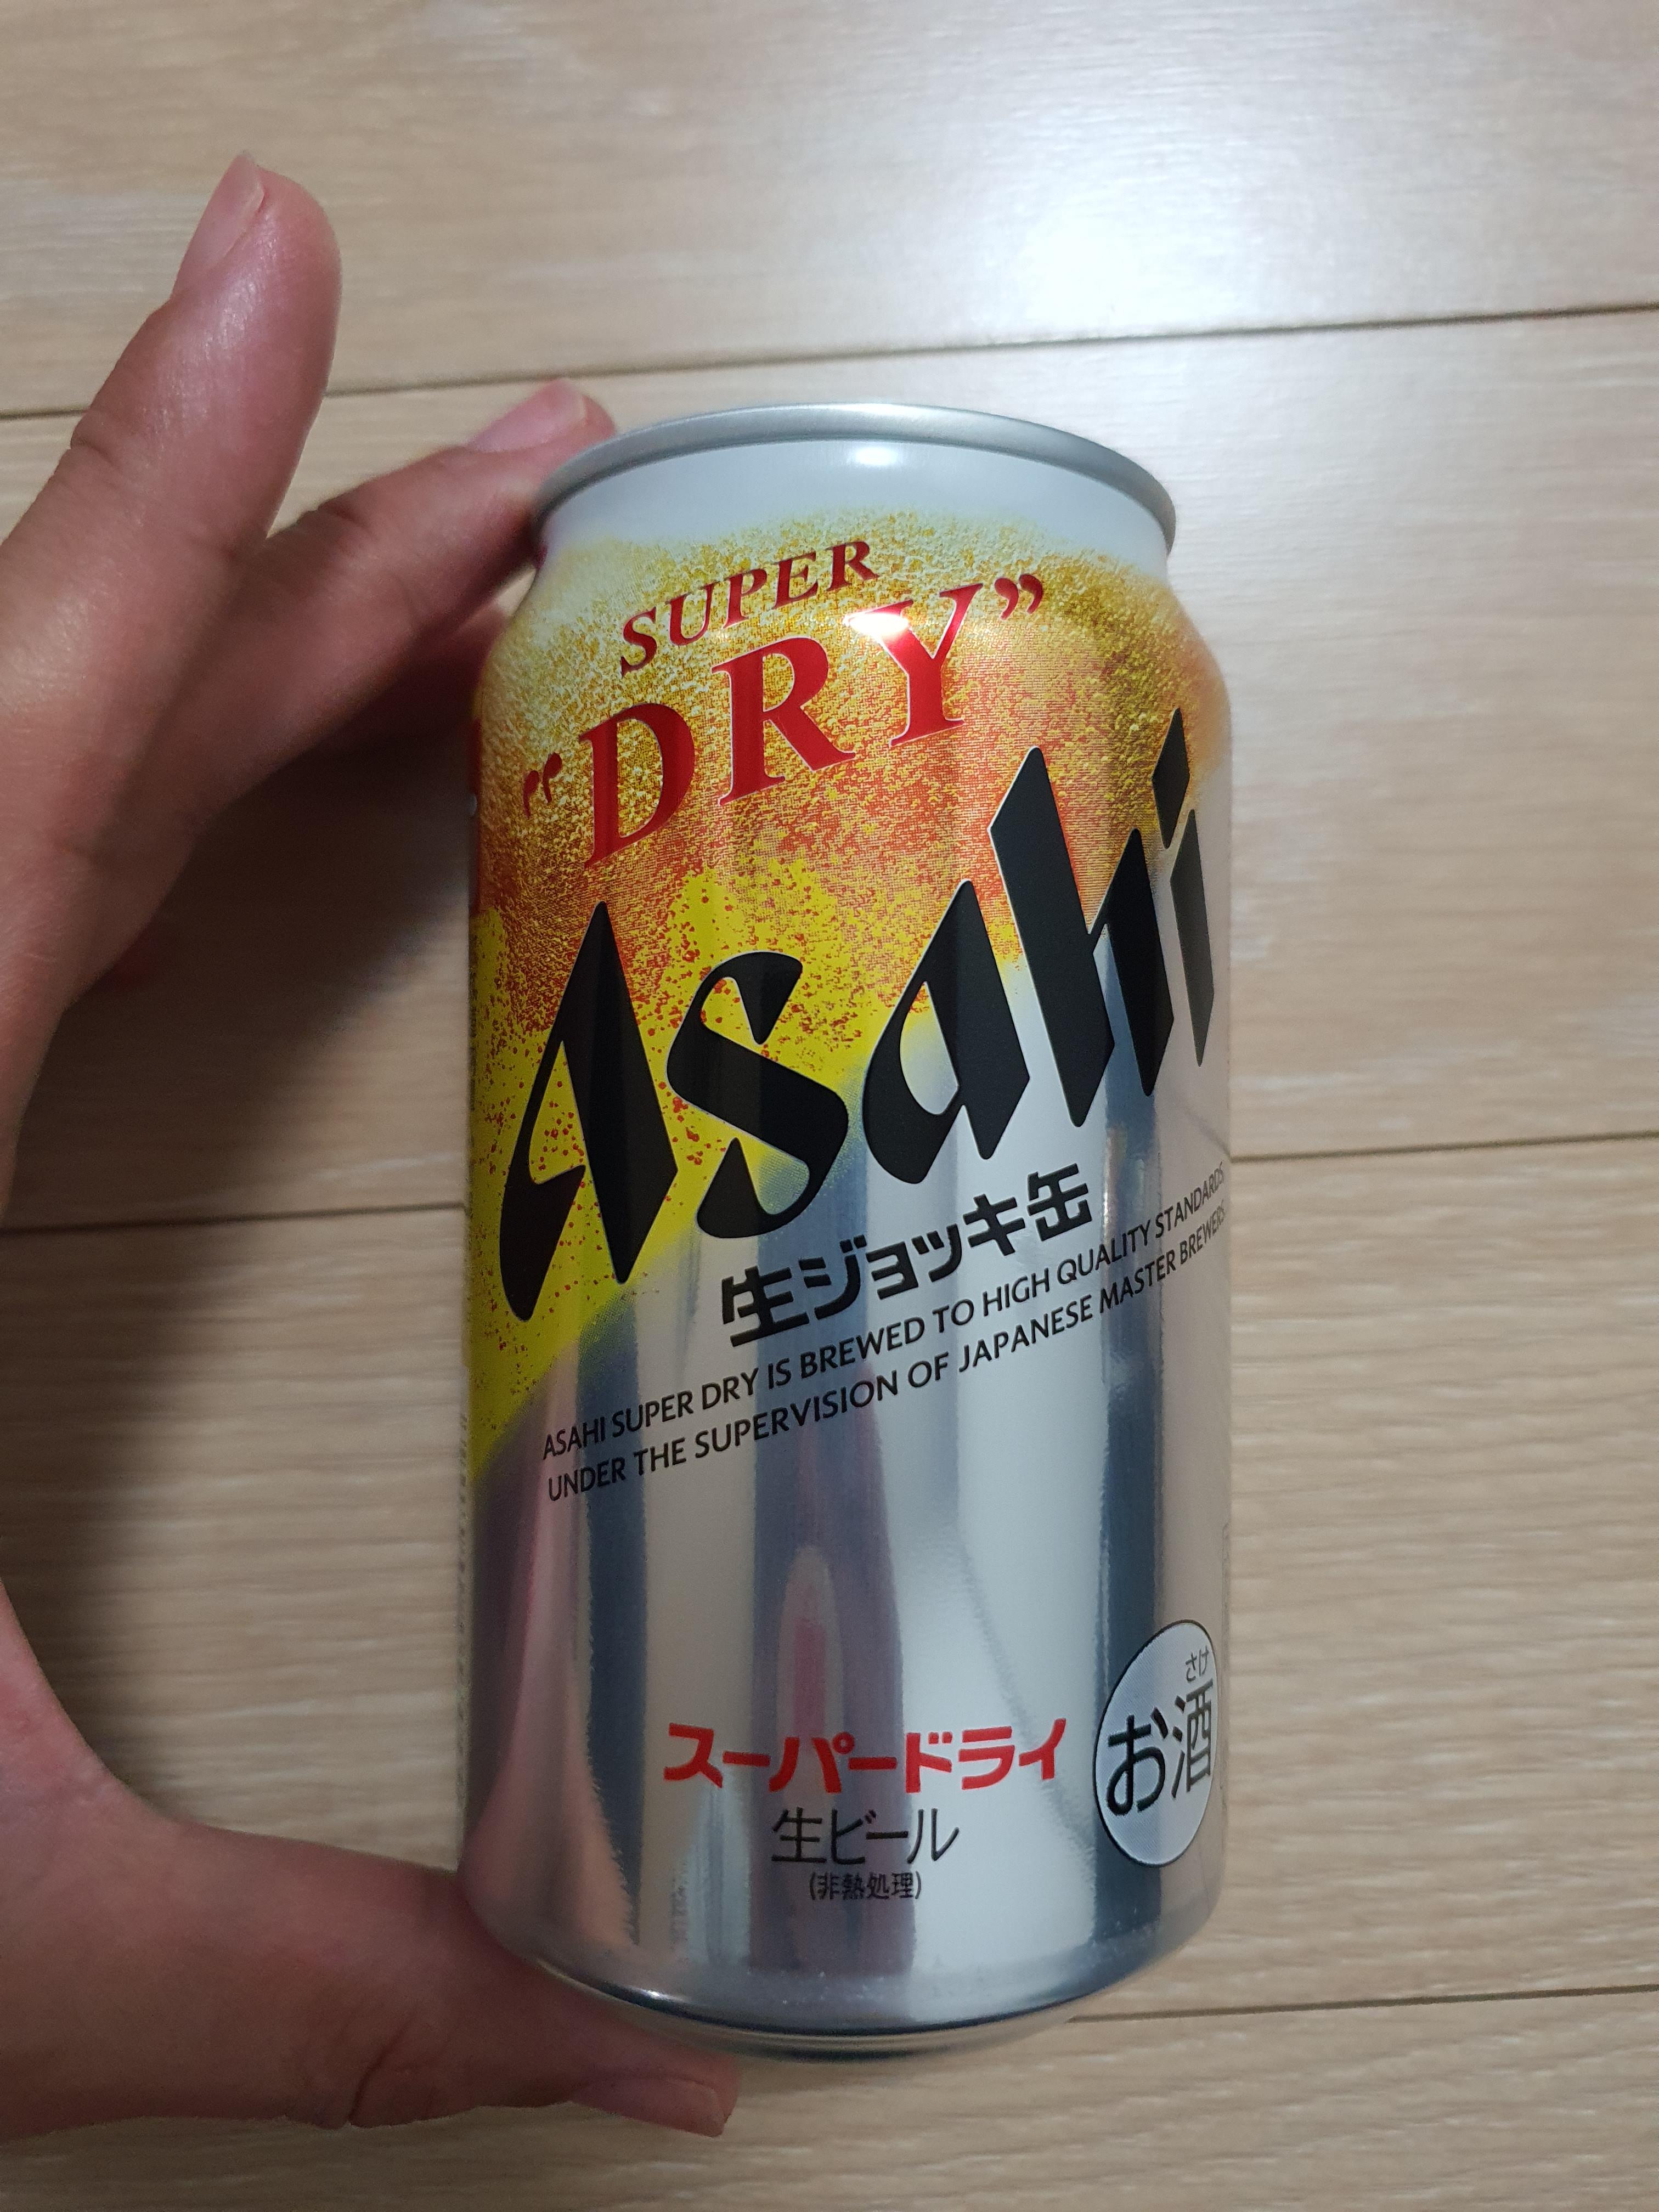 SUPER
“DRY”
Asahi
生ジョッキ缶
ASAHI SUPER DRY IS BREWED TO HIGH QUALITY STANDARDS
UNDER THE SUPERVISION OF JAPANESE MASTER BREWERS
さけ
お酒
スーパードライ
生ビール
(非熱処理)